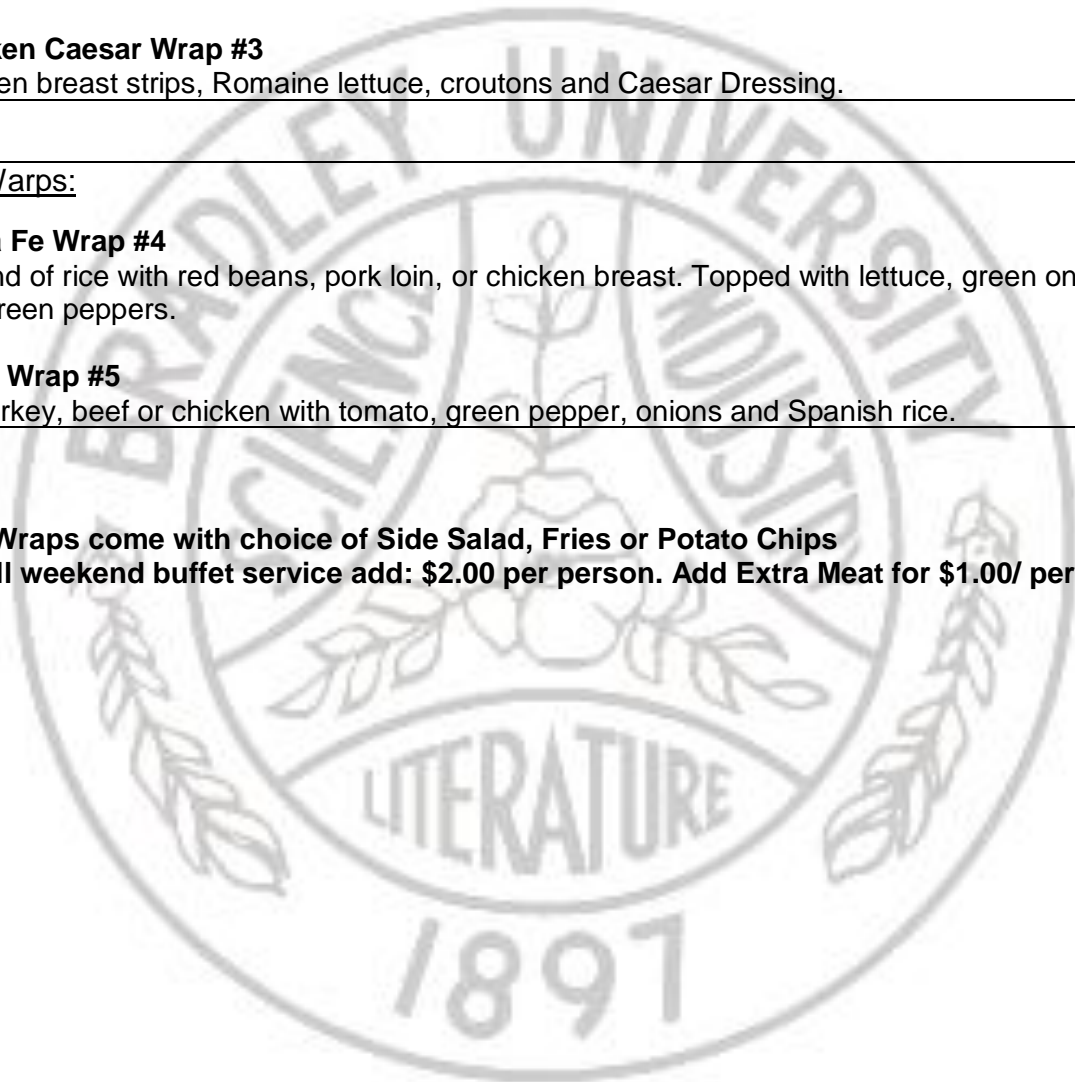 ken Caesar Wrap #3
en breast strips, Romaine lettuce, croutons and Caesar Dressing.
Warps:
Fe Wrap #4
nd of rice with red beans, pork loin, or chicken breast. Topped with lettuce, green on
reen peppers.
Wrap #5
rkey, beef or chicken with tomato, green pepper, onions and Spanish rice.
Wraps come with choice of Side Salad, Fries or Potato Chips
ll weekend buffet service add: $2.00 per person. Add Extra Meat for $1.00/ per
BRADLEY UNIVERSITY
SCIENCE
INDUSTRY
LITERATURE
1897